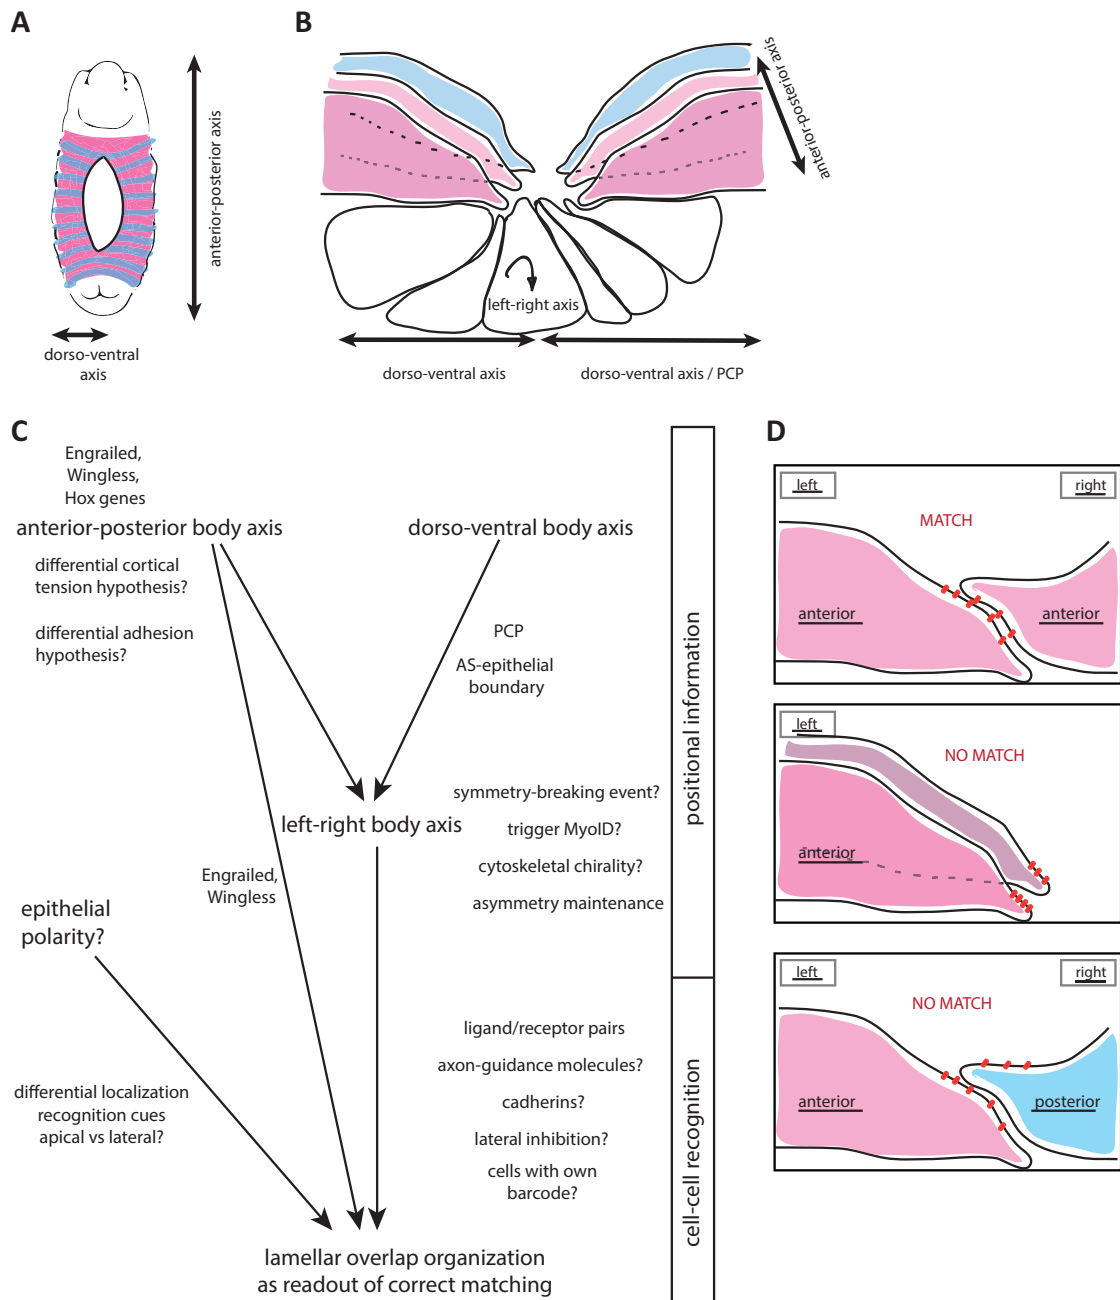 A
anterior-posterior axis
dorso-ventral
axis
B
anterior-posterior axis
left-right axis
dorso-ventral axis
dorso-ventral axis / PCP
C
Engrailed,
Wingless,
Hox genes
anterior-posterior body axis
dorso-ventral body axis
differential cortical
tension hypothesis?
differential adhesion
hypothesis?
PCP
AS-epithelial
boundary
left-right body axis
symmetry-breaking event?
trigger MyoID?
cytoskeletal chirality?
asymmetry maintenance
Engrailed,
Wingless
epithelial
polarity?
differential localization
recognition cues
apical vs lateral?
ligand/receptor pairs
axon-guidance molecules?
cadherins?
lateral inhibition?
cells with own
barcode?
lamellar overlap organization
as readout of correct matching
positional information
cell-cell recognition
D
left
right
MATCH
anterior
anterior
left
NO MATCH
anterior
left
right
NO MATCH
anterior
posterior